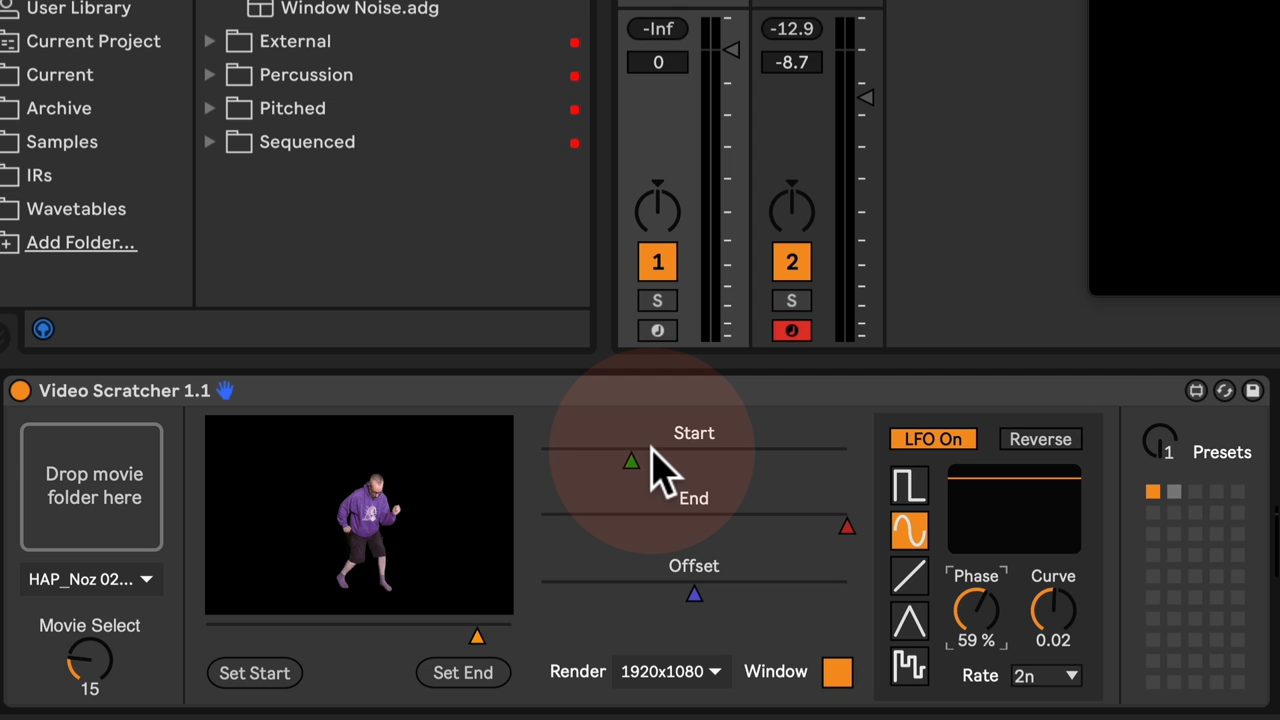 User Library
Current Project
Current
Archive
Samples
IRs
Wavetables
Add Folder...
Window Noise.adg
External
Percussion
Pitched
Sequenced
-Inf
0
1
S
-12.9
-8.7
2
S
Video Scratcher 1.1
Drop movie
folder here
HAP_Noz 02...
Movie Select
15
Set Start
Set End
Start
End
Offset
Render
1920x1080
Window
LFO On
Reverse
Phase
59 %
Curve
0.02
Rate
2n
1
Presets